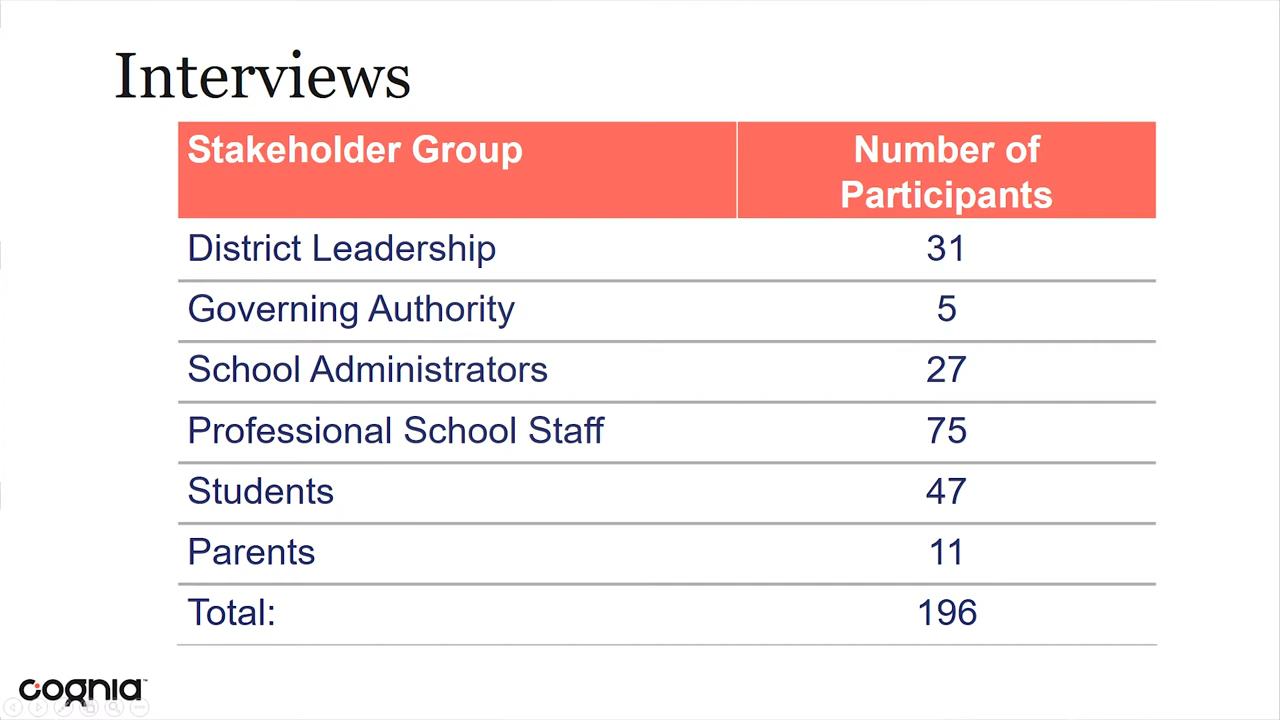 Interviews
Stakeholder Group
Number of
Participants
District Leadership 31
Governing Authority 5
School Administrators 27
Professional School Staff 75
Students 47
Parents 11
Total: 196
cognia™